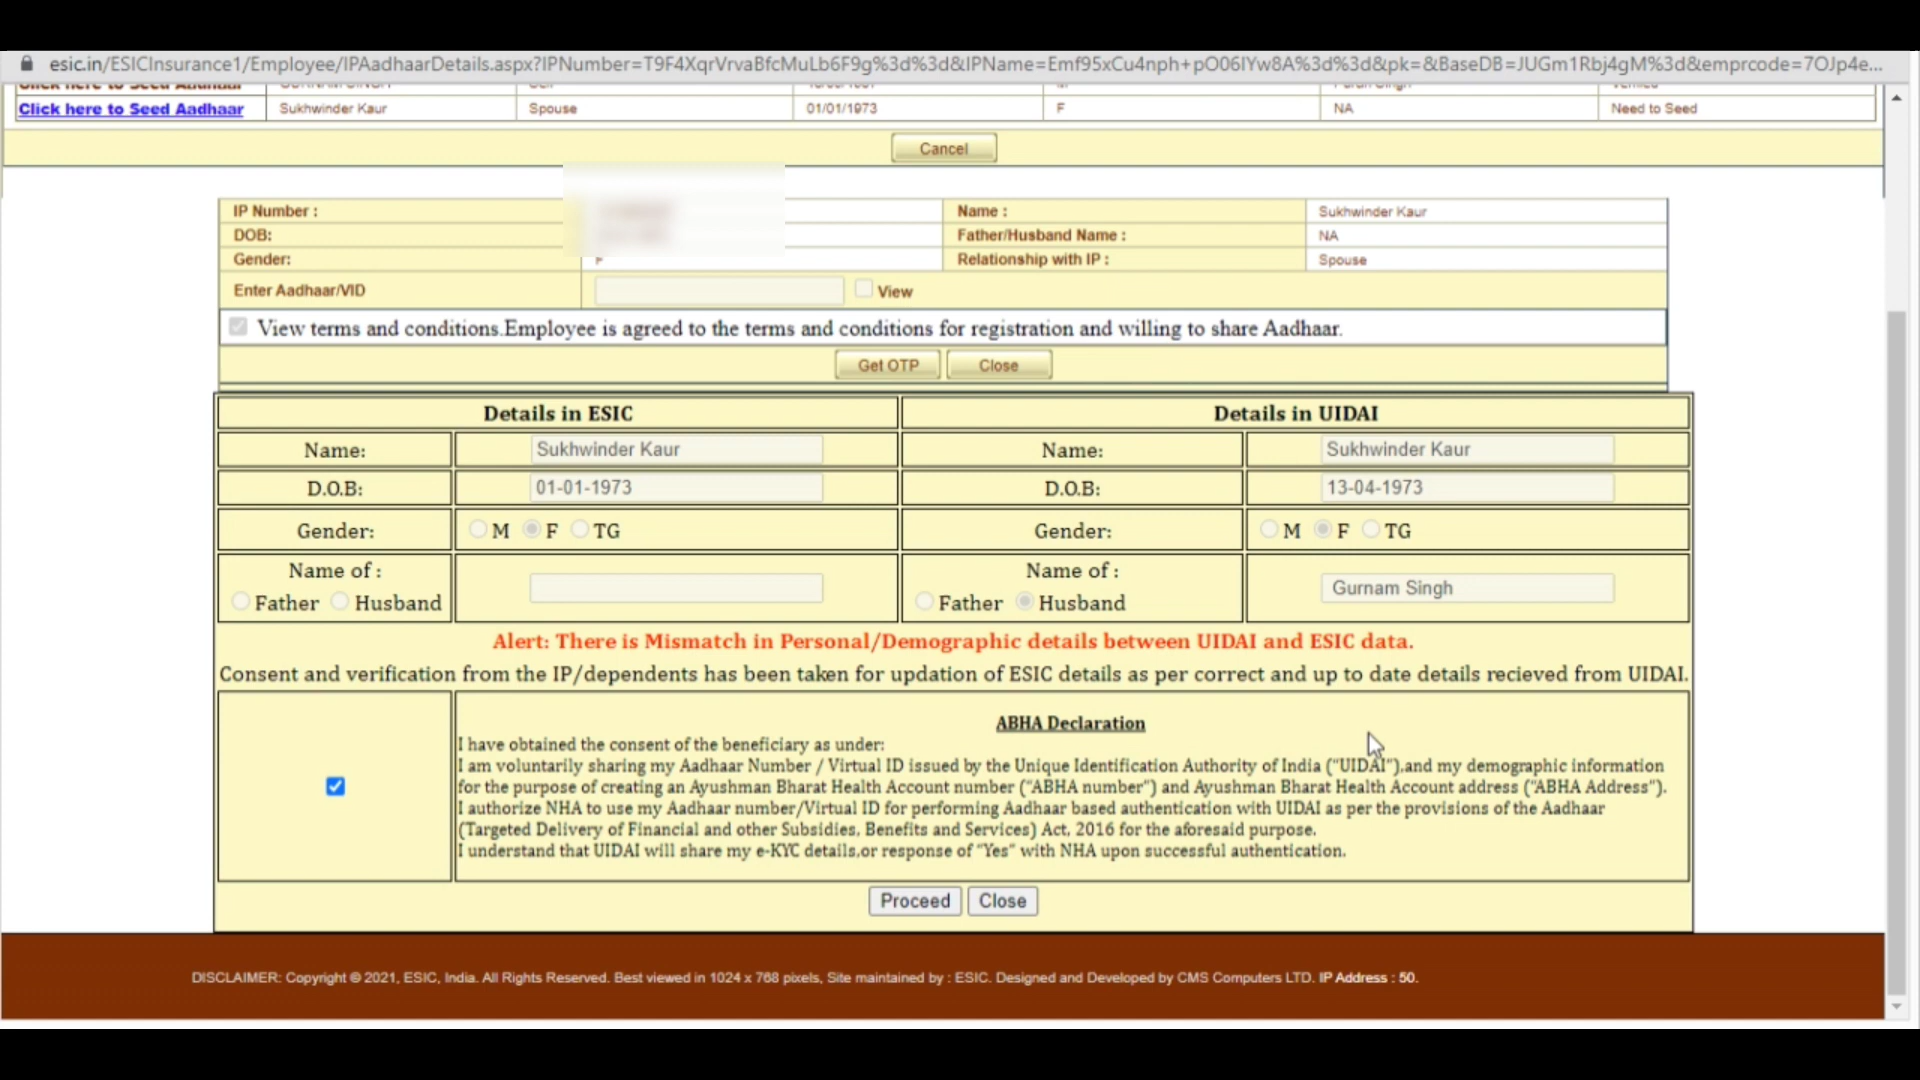 esic.in/ESICInsurance1/Employee/IPAadhaarDetails.aspx?IPNumber=T9F4XqrVrvaBfcMuLb6F9g%3d%3d&IPName=Emf95xCu4nph+pO06IYw8A%3d%3d&pk=&BaseDB=JUGm1Rbj4gM%3d&emprcode=7OJp4e...
Click here to Seed Aadhaar Sukhwinder Kaur Spouse 01/01/1973 F NA Need to Seed
Cancel
IP Number : Name : Sukhwinder Kaur
DOB: Father/Husband Name : NA
Gender: F Relationship with IP : Spouse
Enter Aadhaar/VID View
View terms and conditions.Employee is agreed to the terms and conditions for registration and willing to share Aadhaar.
Get OTP Close
Details in ESIC Details in UIDAI
Name: Sukhwinder Kaur Name: Sukhwinder Kaur
D.O.B: 01-01-1973 D.O.B: 13-04-1973
Gender: M F TG Gender: M F TG
Name of : Name of :
Father Husband Father Husband Gurnam Singh
Alert: There is Mismatch in Personal/Demographic details between UIDAI and ESIC data.
Consent and verification from the IP/dependents has been taken for updation of ESIC details as per correct and up to date details recieved from UIDAI.
ABHA Declaration
I have obtained the consent of the beneficiary as under:
I am voluntarily sharing my Aadhaar Number / Virtual ID issued by the Unique Identification Authority of India ("UIDAI"),and my demographic information
for the purpose of creating an Ayushman Bharat Health Account number ("ABHA number") and Ayushman Bharat Health Account address ("ABHA Address").
I authorize NHA to use my Aadhaar number/Virtual ID for performing Aadhaar based authentication with UIDAI as per the provisions of the Aadhaar
(Targeted Delivery of Financial and other Subsidies, Benefits and Services) Act, 2016 for the aforesaid purpose.
I understand that UIDAI will share my e-KYC details,or response of "Yes" with NHA upon successful authentication.
Proceed Close
DISCLAIMER: Copyright © 2021, ESIC, India. All Rights Reserved. Best viewed in 1024 x 768 pixels, Site maintained by : ESIC. Designed and Developed by CMS Computers LTD. IP Address : 50.